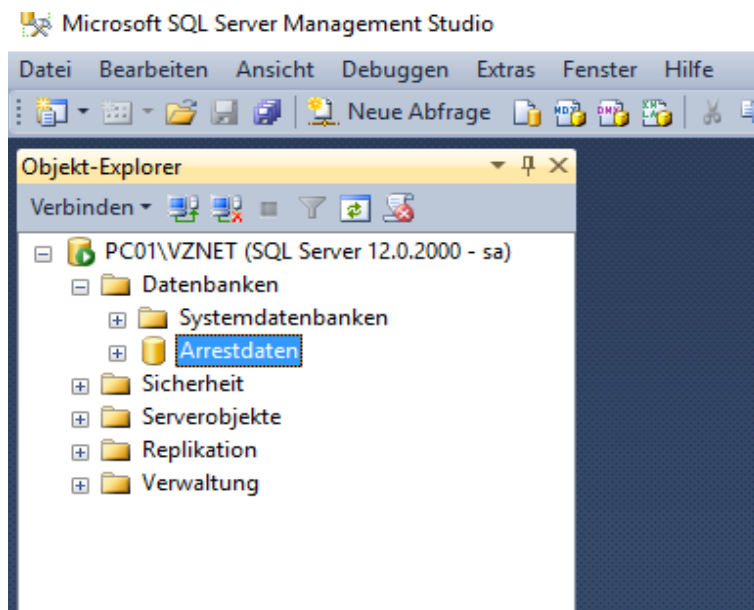 Microsoft SQL Server Management Studio
Datei Bearbeiten Ansicht Debuggen Extras Fenster Hilfe
Neue Abfrage
Objekt-Explorer
Verbinden
PC01\VZNET (SQL Server 12.0.2000 - sa)
Datenbanken
Systemdatenbanken
Arrestdaten
Sicherheit
Serverobjekte
Replikation
Verwaltung